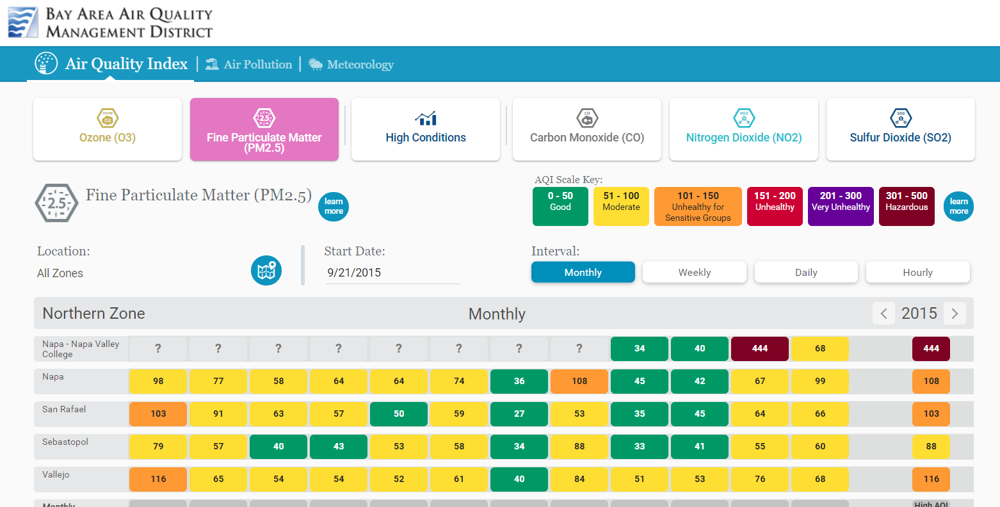 BAY AREA AIR QUALITY
MANAGEMENT DISTRICT
Air Quality Index | Air Pollution | Meteorology
OZONE
O3
Ozone (O3)
2.5
Fine Particulate Matter
(PM2.5)
High Conditions
CO
Carbon Monoxide (CO)
NO2
N
Nitrogen Dioxide (NO2)
SO2
S
Sulfur Dioxide (SO2)
2.5
Fine Particulate Matter (PM2.5)
learn
more
AQI Scale Key:
0 - 50
Good
51 - 100
Moderate
101 - 150
Unhealthy for
Sensitive Groups
151 - 200
Unhealthy
201 - 300
Very Unhealthy
301 - 500
Hazardous
learn
more
Location:
All Zones
Start Date:
9/21/2015
Interval:
Monthly Weekly Daily Hourly
Northern Zone Monthly < 2015 >
Napa - Napa Valley
College
? ? ? ? ? ? ? ? 34 40 444 68 444
Napa 98 77 58 64 64 74 36 108 45 42 67 99 108
San Rafael 103 91 63 57 50 59 27 53 35 45 64 66 103
Sebastopol 79 57 40 43 53 58 34 88 33 41 55 60 88
Vallejo 116 65 54 54 52 61 40 84 51 53 76 68 116
Monthly High AQI